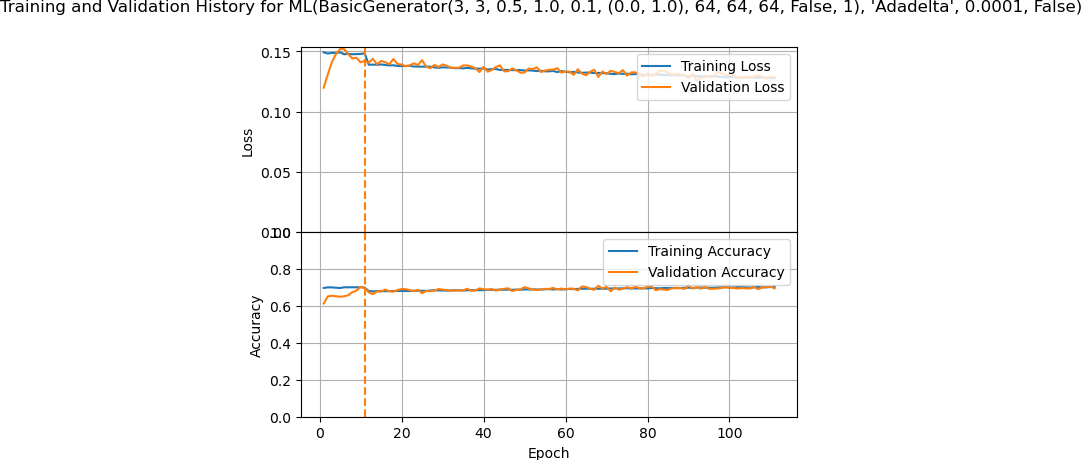 Training and Validation History for ML(BasicGenerator(3, 3, 0.5, 1.0, 0.1, (0.0, 1.0), 64, 64, 64, False, 1), 'Adadelta', 0.0001, False)
0.15
0.10
0.05
0.00
Loss
Training Loss
Validation Loss
1.0
0.8
0.6
0.4
0.2
0.0
Accuracy
Training Accuracy
Validation Accuracy
0 20 40 60 80 100
Epoch